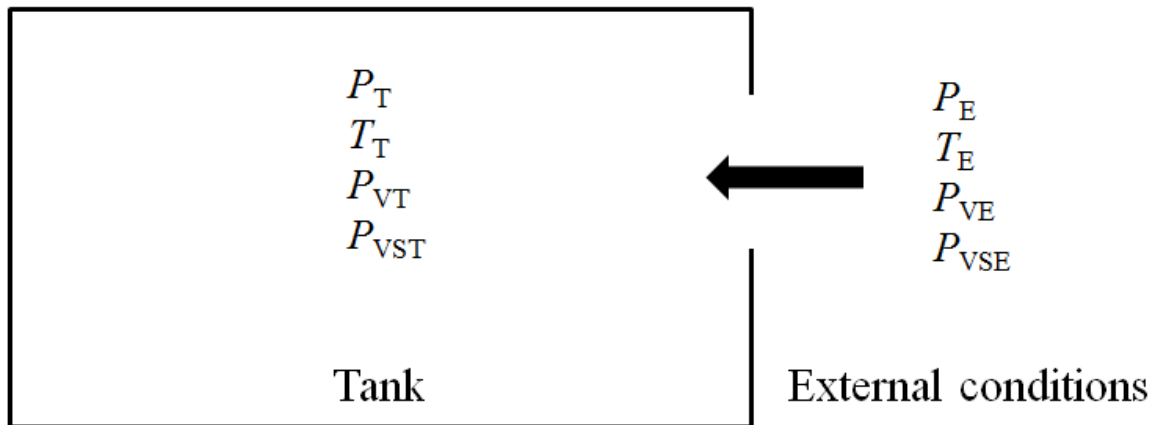 P_T
T_T
P_VT
P_VST
Tank
P_E
T_E
P_VE
P_VSE
External conditions